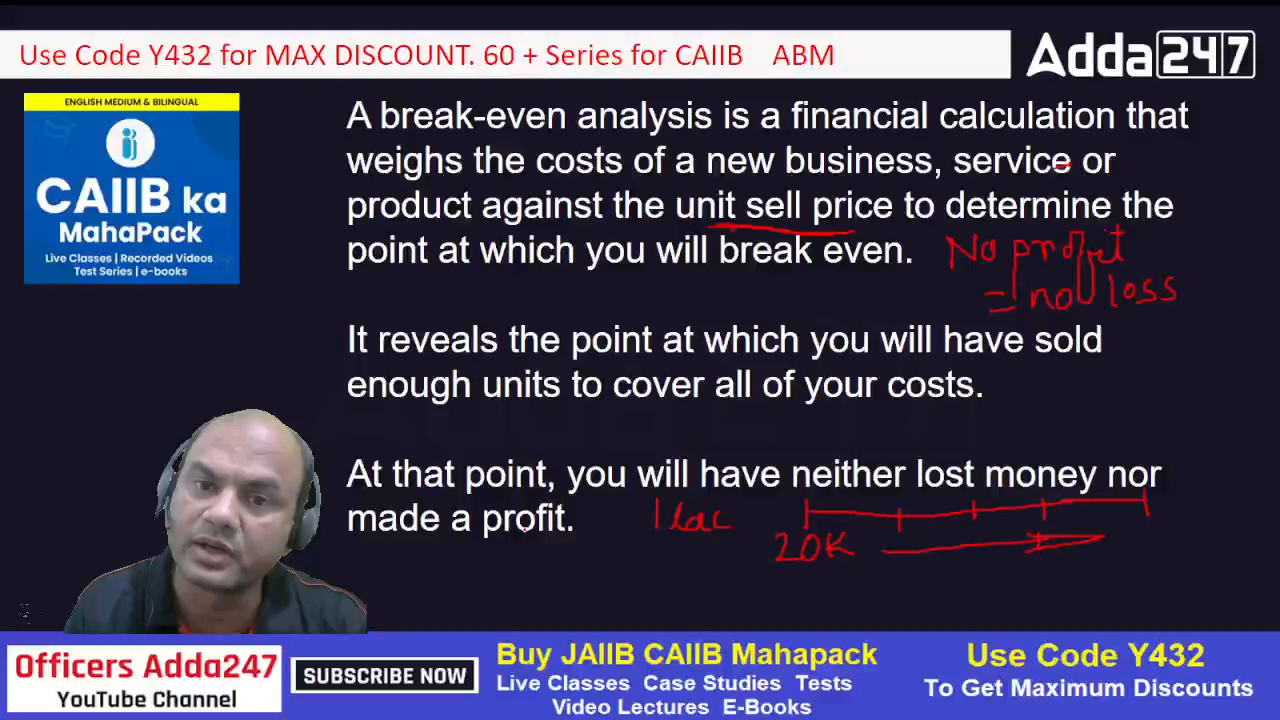 Use Code Y432 for MAX DISCOUNT. 60 + Series for CAIIB ABM
Adda247
ENGLISH MEDIUM & BILINGUAL
CAIIB ka
MahaPack
Live Classes | Recorded Videos
Test Series | e-books
A break-even analysis is a financial calculation that
weighs the costs of a new business, service or
product against the unit sell price to determine the
point at which you will break even.
No profit
= no loss
It reveals the point at which you will have sold
enough units to cover all of your costs.
At that point, you will have neither lost money nor
made a profit.
1 lac
20K
Officers Adda247
YouTube Channel
SUBSCRIBE NOW
Buy JAIIB CAIIB Mahapack
Live Classes Case Studies Tests
Video Lectures E-Books
Use Code Y432
To Get Maximum Discounts